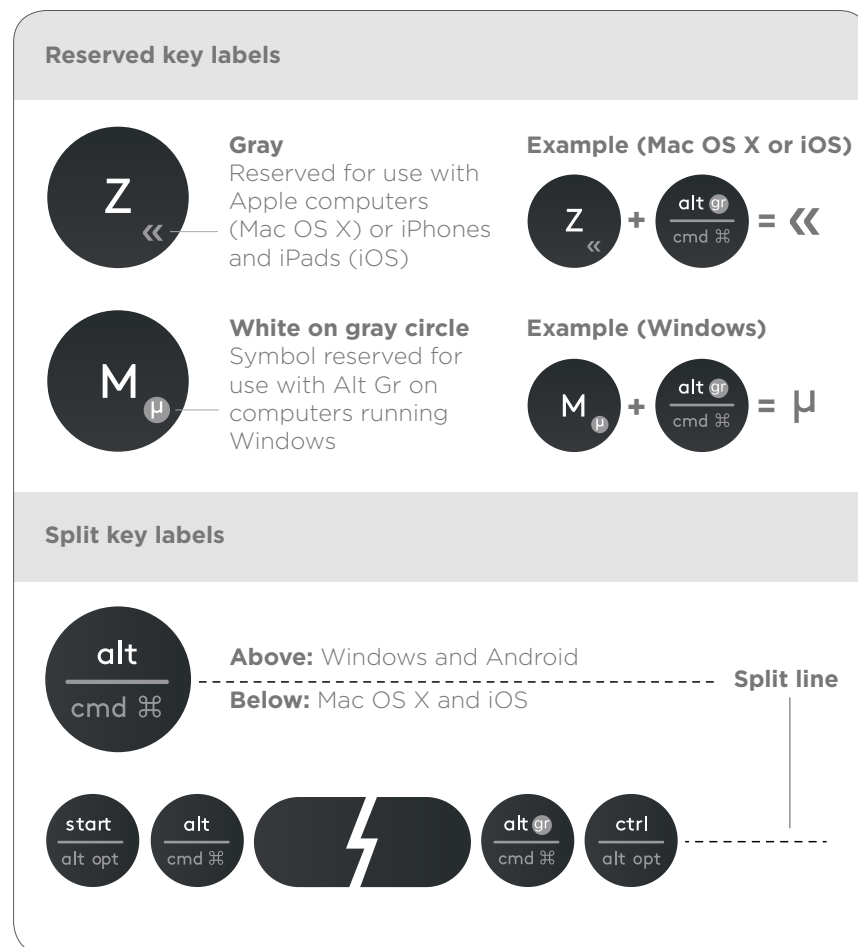 Reserved key labels
Z
«
Gray
Reserved for use with
Apple computers
(Mac OS X) or iPhones
and iPads (iOS)
Example (Mac OS X or iOS)
Z « + alt gr cmd ⌘ = «
M
µ
White on gray circle
Symbol reserved for
use with Alt Gr on
computers running
Windows
Example (Windows)
M µ + alt gr cmd ⌘ = µ
Split key labels
alt
cmd ⌘
Above: Windows and Android
Below: Mac OS X and iOS
Split line
start alt alt gr ctrl
alt opt cmd ⌘ cmd ⌘ alt opt